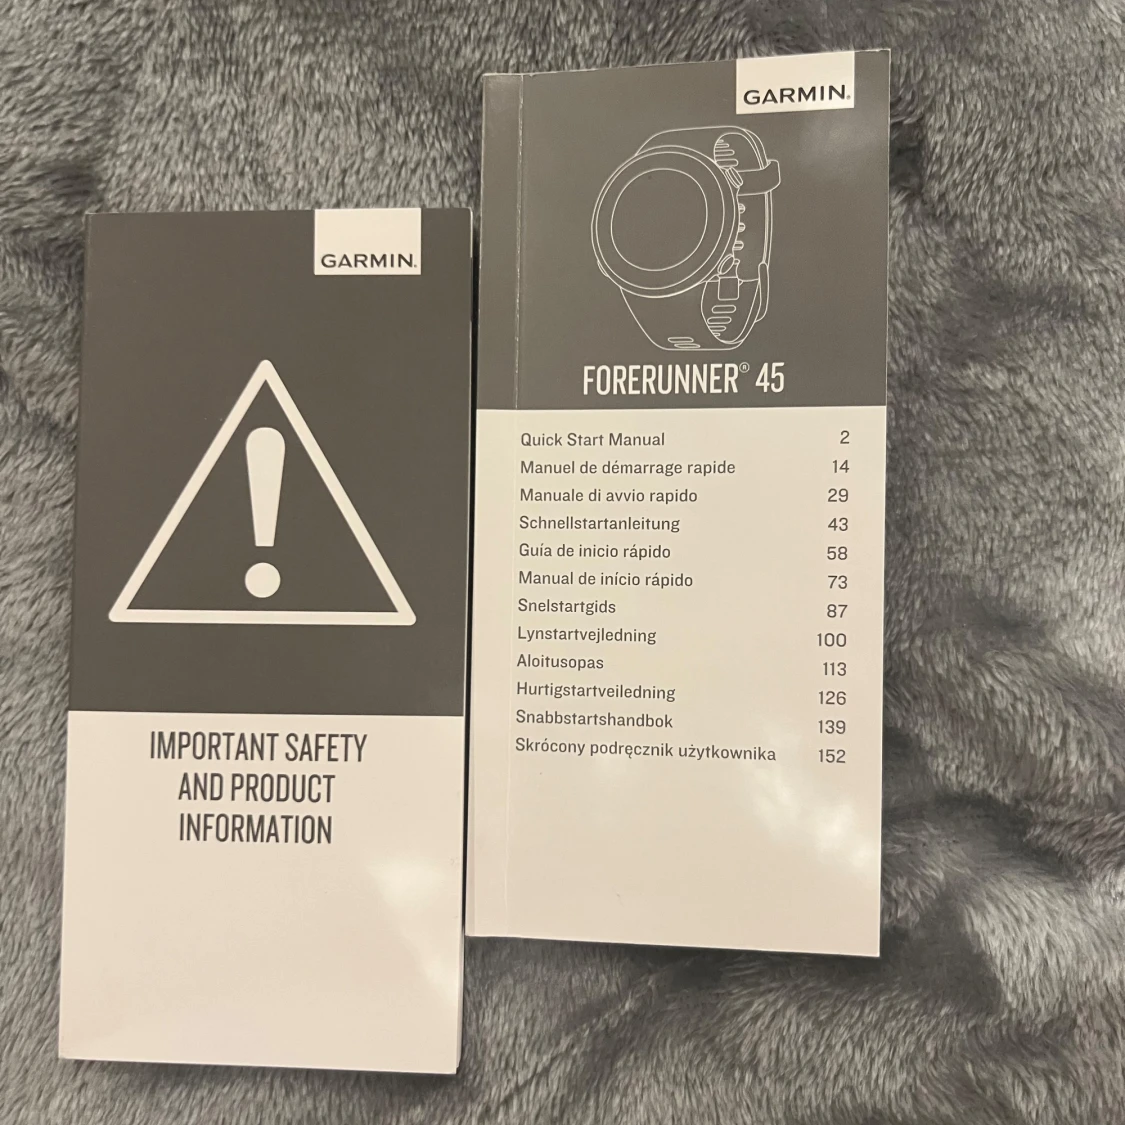 GARMIN.
IMPORTANT SAFETY
AND PRODUCT
INFORMATION
GARMIN®
FORERUNNER® 45
Quick Start Manual 2
Manuel de démarrage rapide 14
Manuale di avvio rapido 29
Schnellstartanleitung 43
Guía de inicio rápido 58
Manual de início rápido 73
Snelstartgids 87
Lynstartvejledning 100
Aloitusopas 113
Hurtigstartveiledning 126
Snabbstartshandbok 139
Skrócony podręcznik użytkownika 152